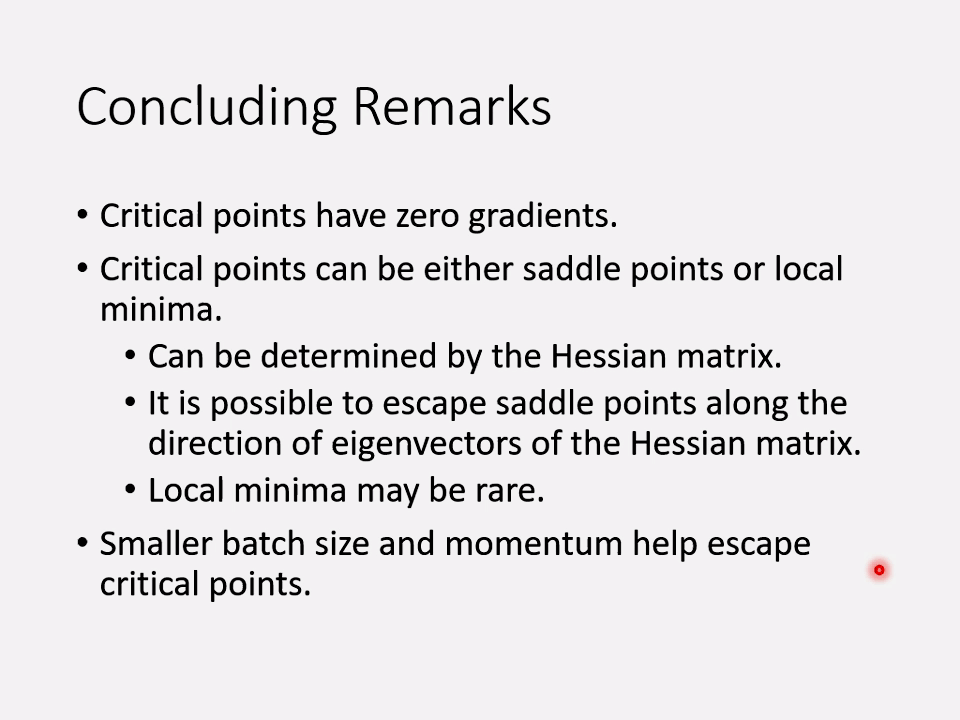 Concluding Remarks
• Critical points have zero gradients.
• Critical points can be either saddle points or local
minima.
• Can be determined by the Hessian matrix.
• It is possible to escape saddle points along the
direction of eigenvectors of the Hessian matrix.
• Local minima may be rare.
• Smaller batch size and momentum help escape
critical points.